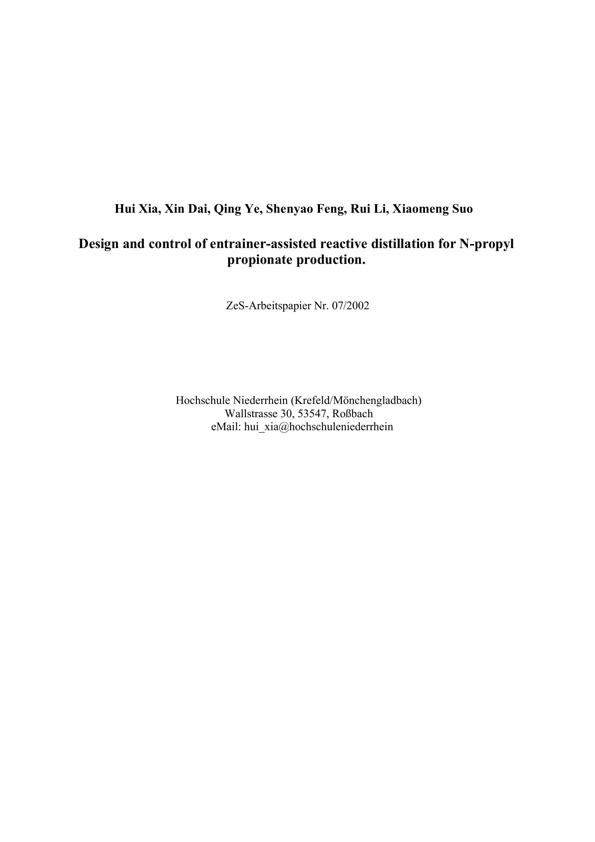 Hui Xia, Xin Dai, Qing Ye, Shenyao Feng, Rui Li, Xiaomeng Suo
Design and control of entrainer-assisted reactive distillation for N-propyl
propionate production.
ZeS-Arbeitspapier Nr. 07/2002
Hochschule Niederrhein (Krefeld/Mönchengladbach)
Wallstrasse 30, 53547, Roßbach
eMail: hui_xia@hochschuleniederrhein